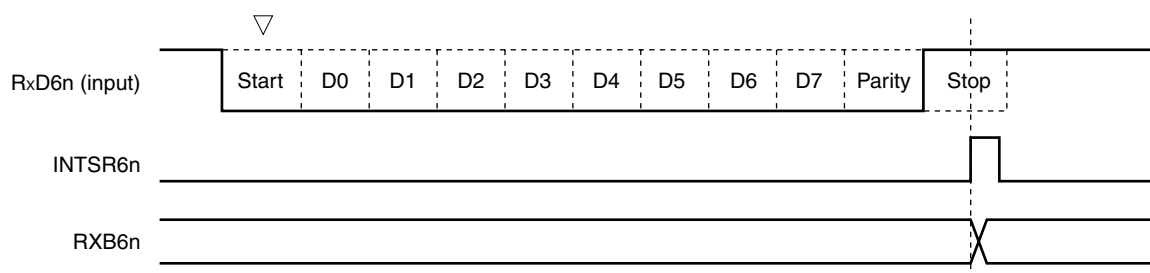 RxD6n (input) Start D0 D1 D2 D3 D4 D5 D6 D7 Parity Stop
INTSR6n
RXB6n